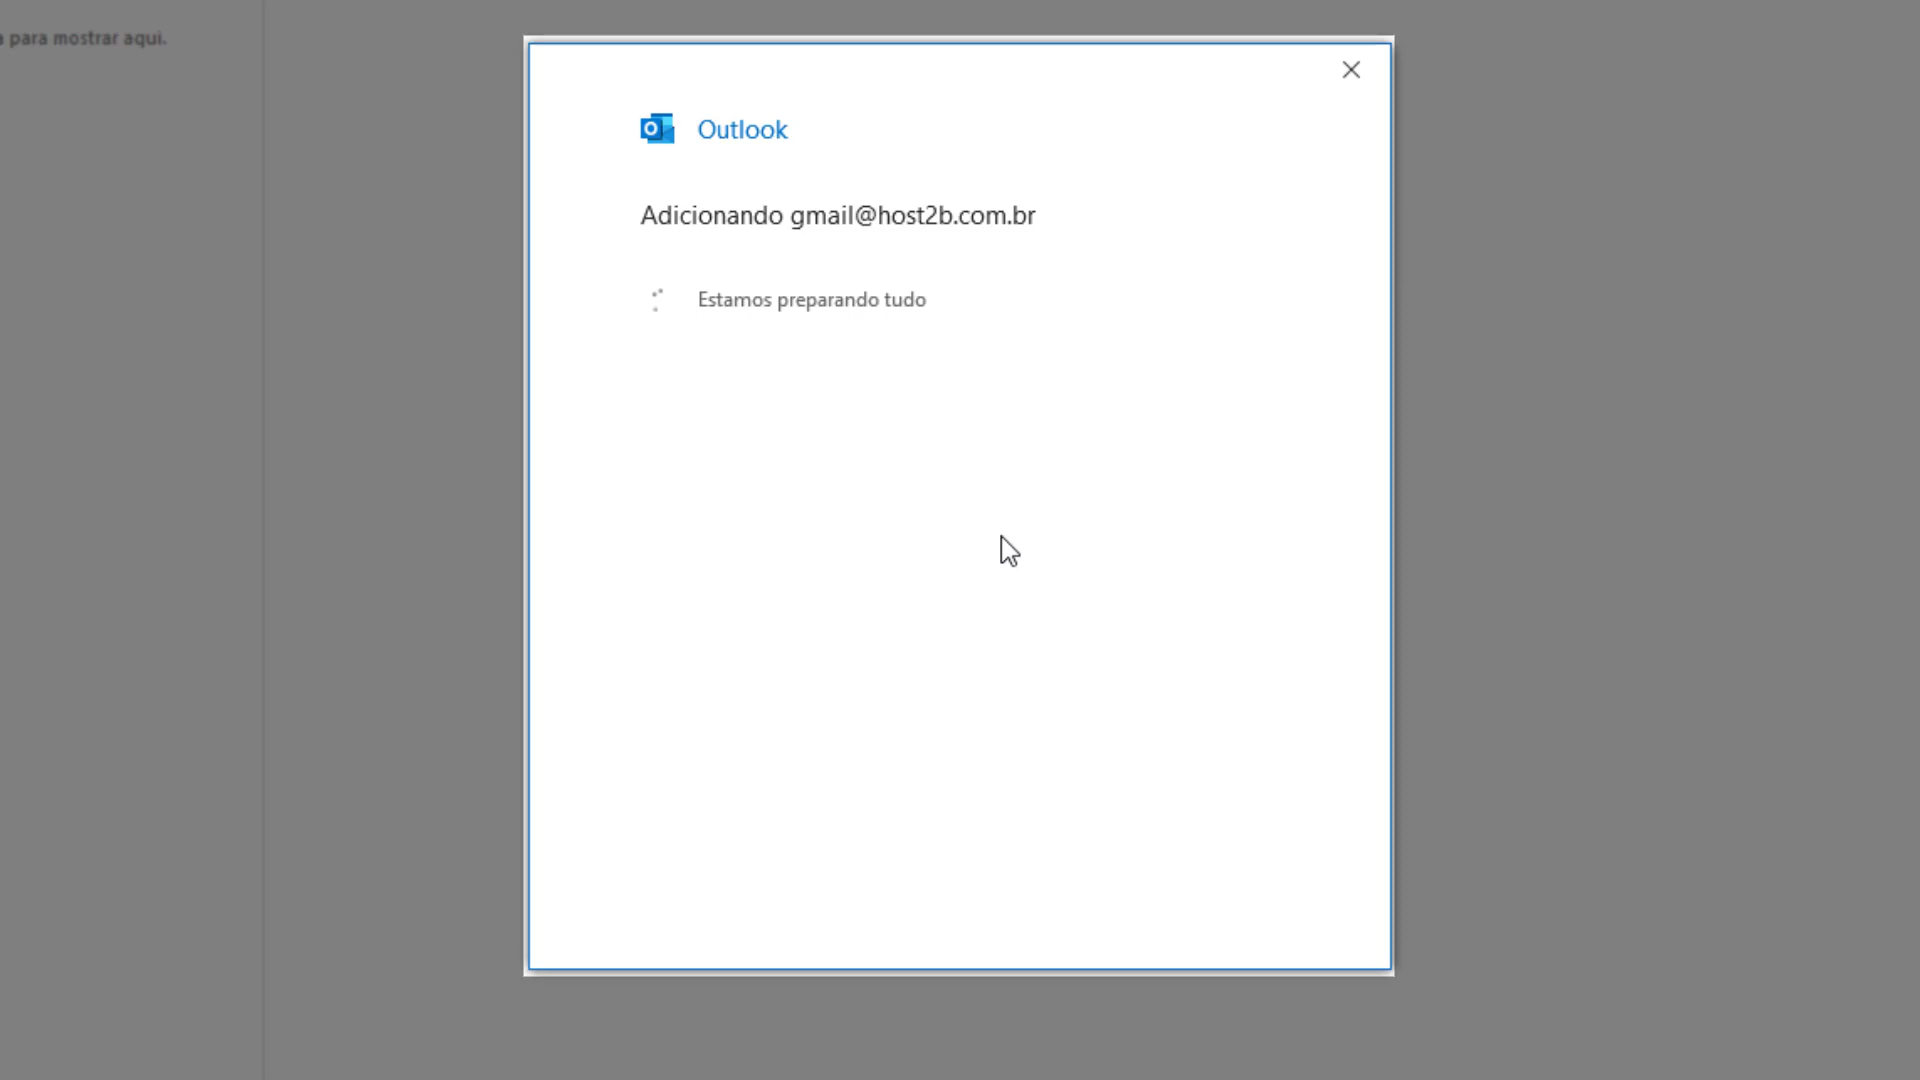 para mostrar aqui.
Outlook
Adicionando gmail@host2b.com.br
Estamos preparando tudo